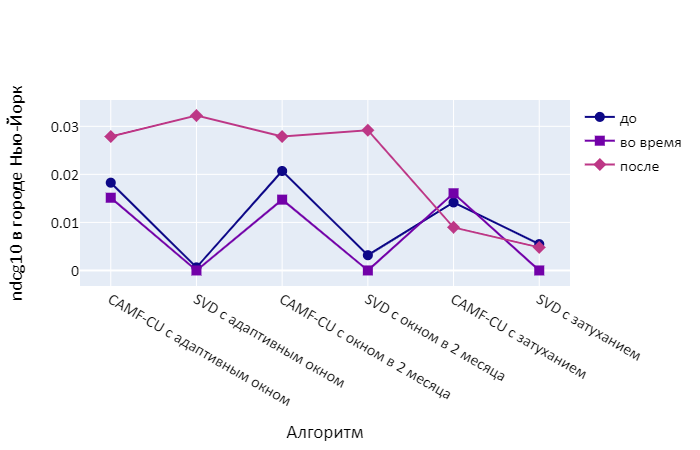 ndcg10 в городе Нью-Йорк
0.03
0.02
0.01
0
до
во время
после
CAMF-CU с адаптивным окном
SVD с адаптивным окном
CAMF-CU с окном в 2 месяца
SVD с окном в 2 месяца
CAMF-CU с затуханием
SVD с затуханием
Алгоритм